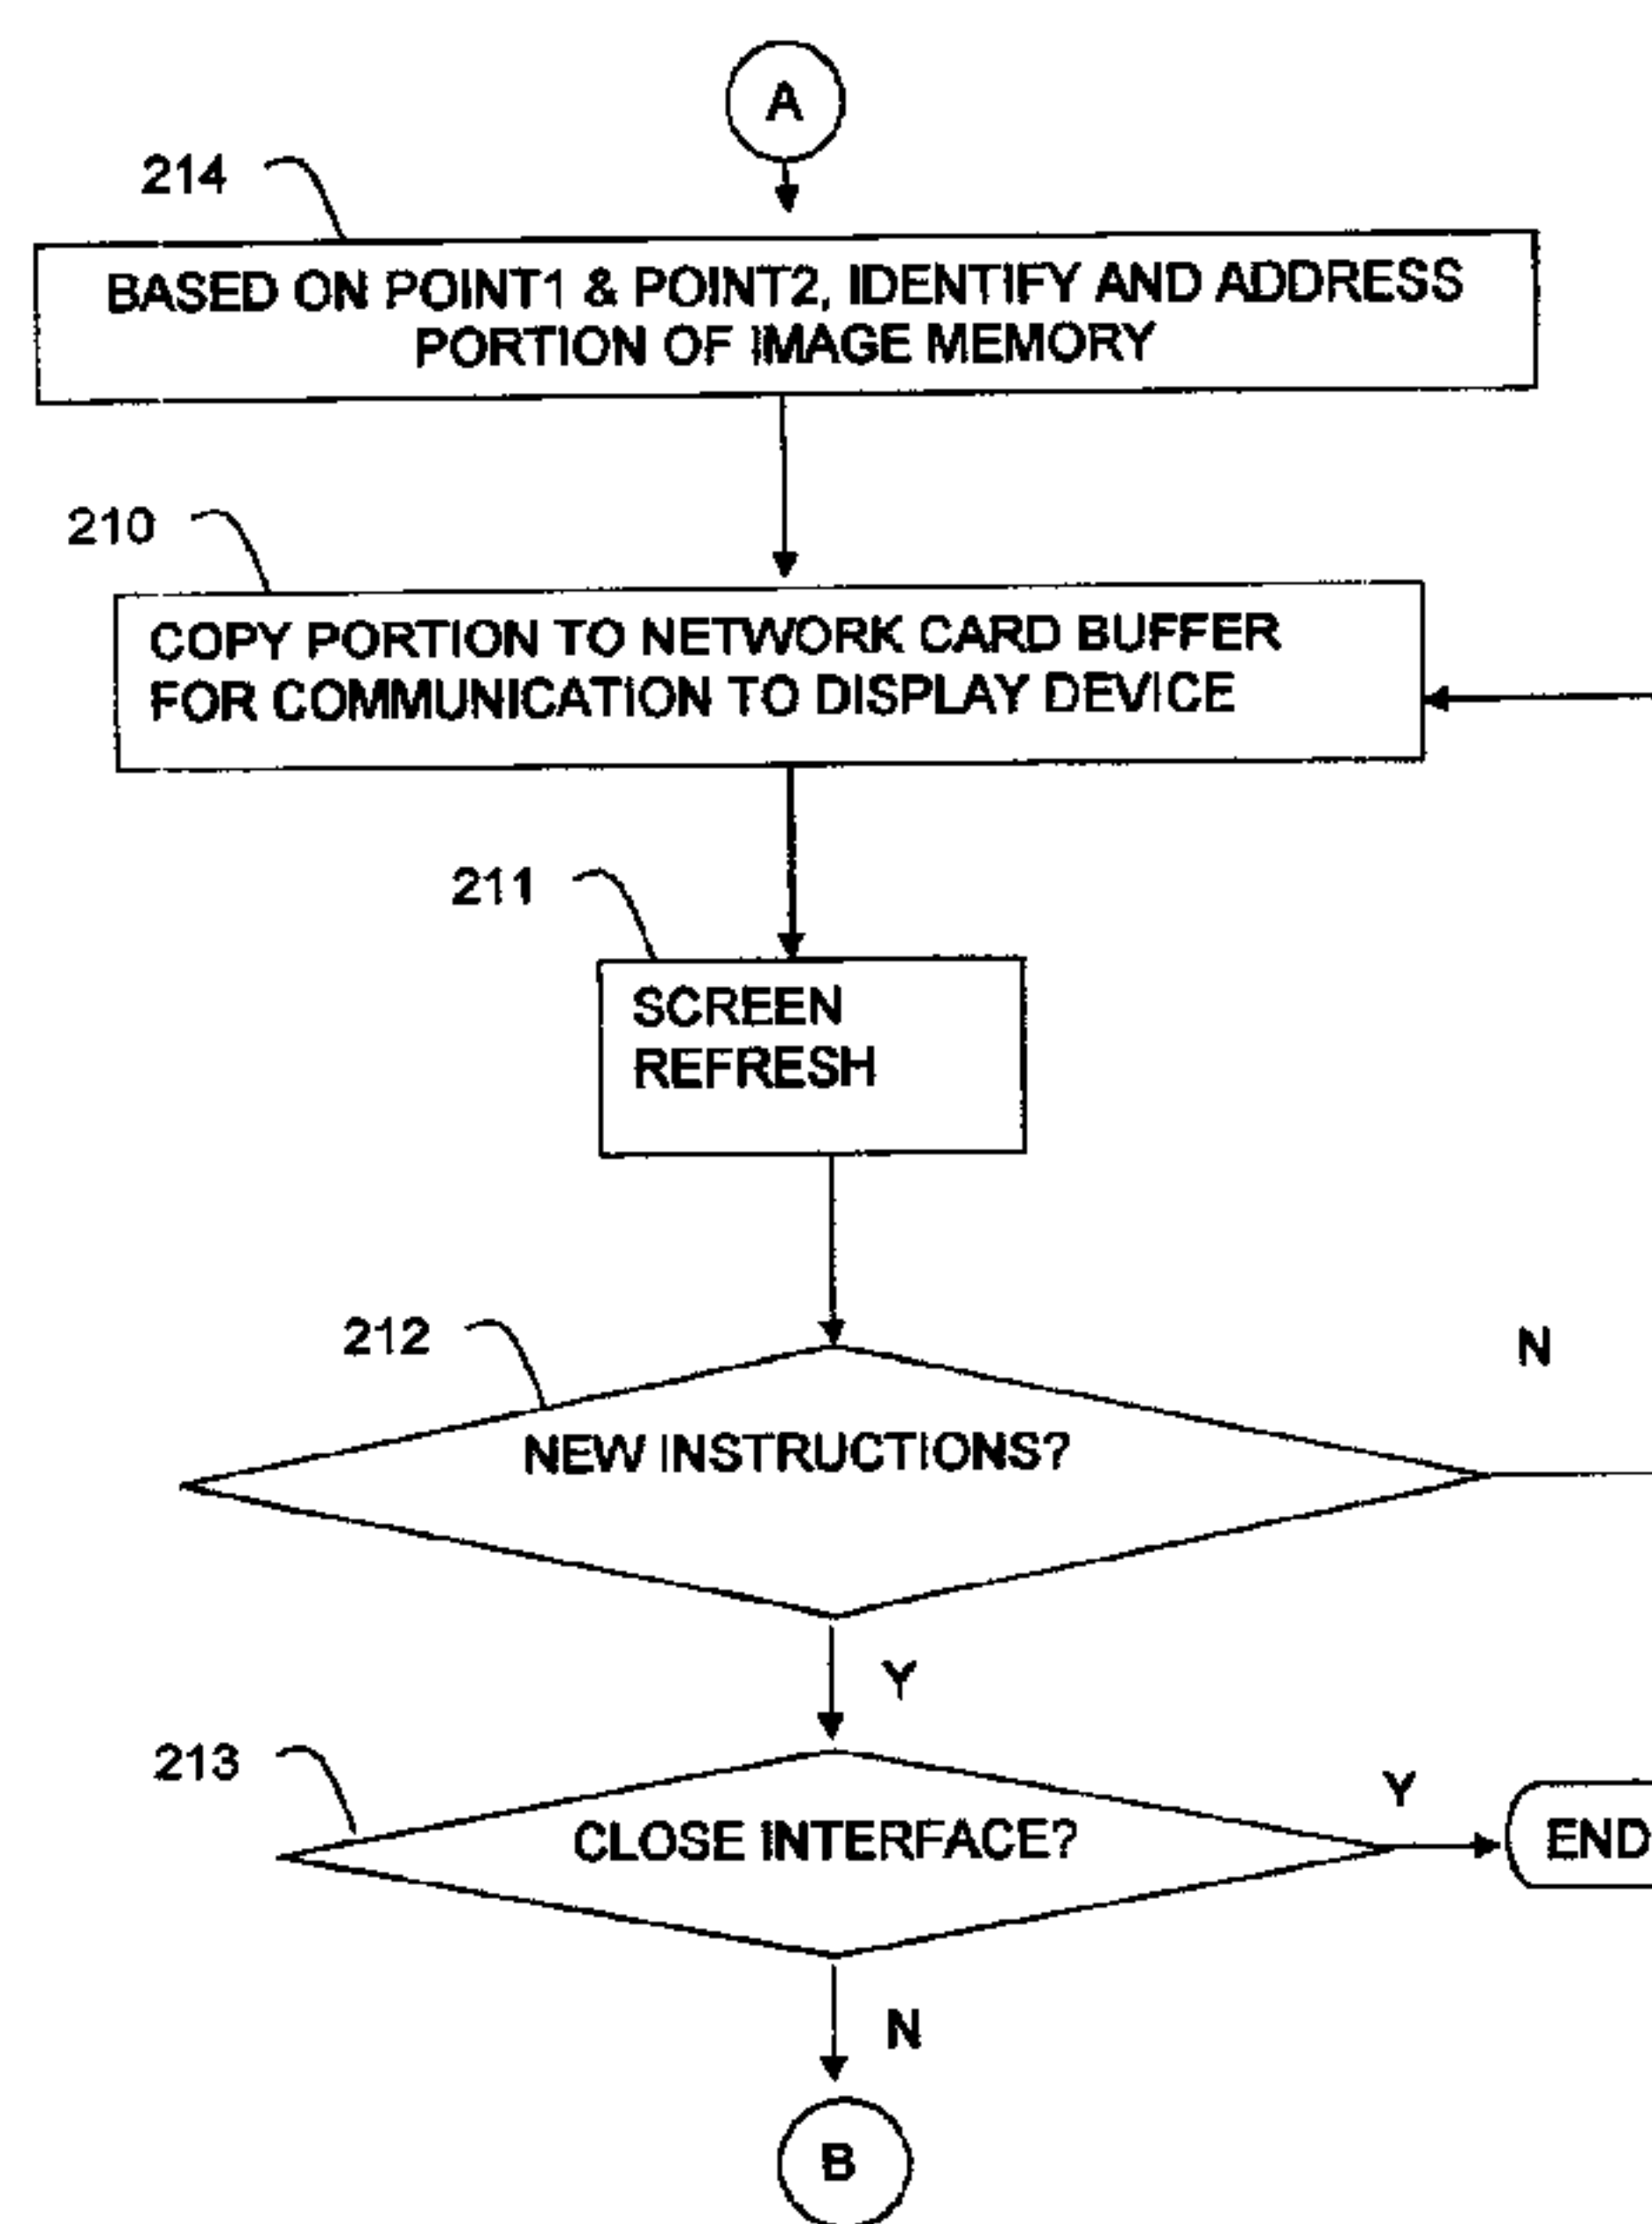 A
214
BASED ON POINT1 & POINT2, IDENTIFY AND ADDRESS
PORTION OF IMAGE MEMORY
210
COPY PORTION TO NETWORK CARD BUFFER
FOR COMMUNICATION TO DISPLAY DEVICE
211
SCREEN
REFRESH
212
N
NEW INSTRUCTIONS?
Y
213
Y
CLOSE INTERFACE?
END
N
B